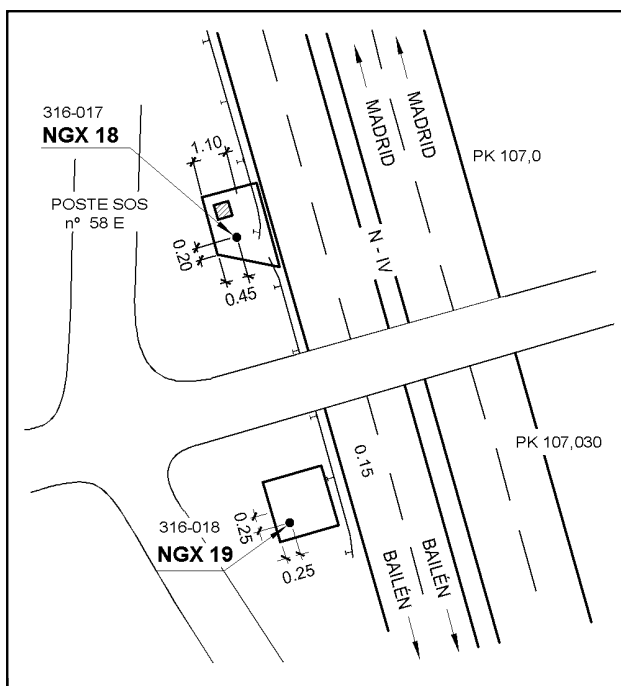 316-017
NGX 18
1.10
POSTE SOS
nº 58 E
0.20
0.45
MADRID
MADRID
PK 107,0
N - IV
PK 107,030
0.15
316-018
NGX 19
0.25
0.25
BAILÉN
BAILÉN